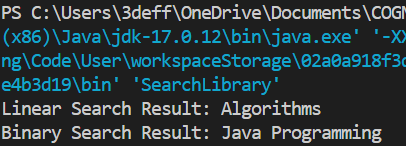 PS C:\Users\3deff\OneDrive\Documents\COGN
(x86)\Java\jdk-17.0.12\bin\java.exe' '-XX
ng\Code\User\workspaceStorage\02a0a918f3c
e4b3d19\bin' 'SearchLibrary'
Linear Search Result: Algorithms
Binary Search Result: Java Programming